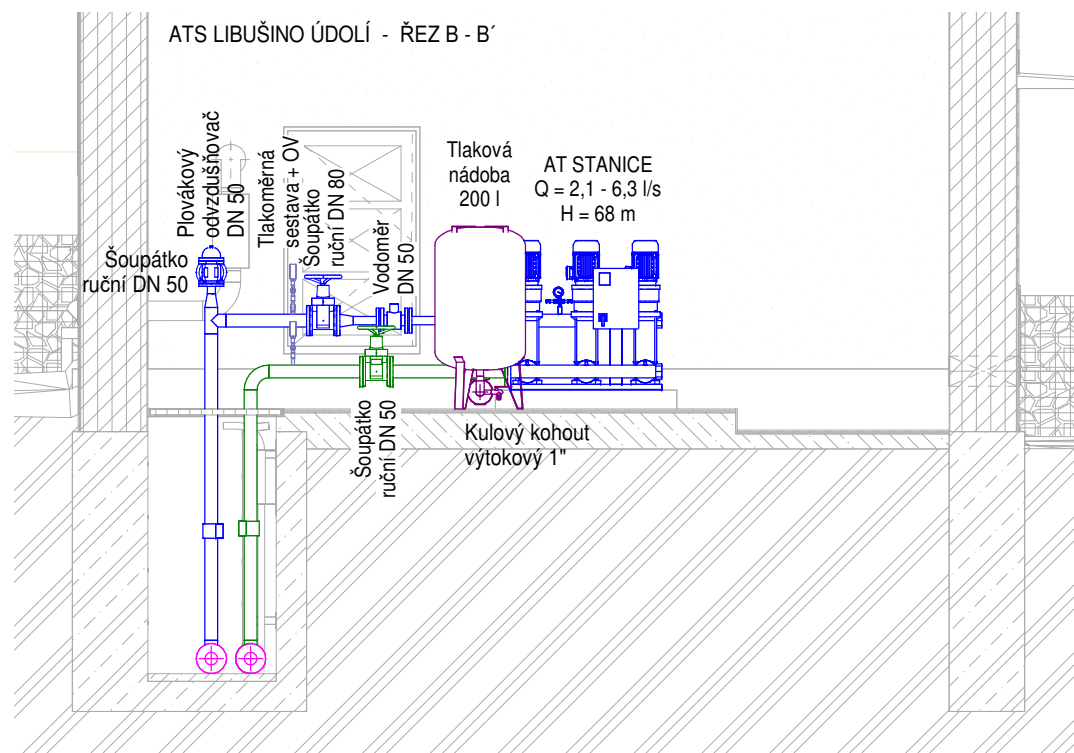 ATS LIBUŠINO ÚDOLÍ - ŘEZ B - B´
Plovákový
odvzdušňovač
DN 50
Šoupátko
ruční DN 50
Tlakoměrná
sestava + OV
Šoupátko
ruční DN 80
Vodoměr
DN 50
Tlaková
nádoba
200 l
AT STANICE
Q = 2,1 - 6,3 l/s
H = 68 m
Šoupátko
ruční DN 50
Kulový kohout
výtokový 1"